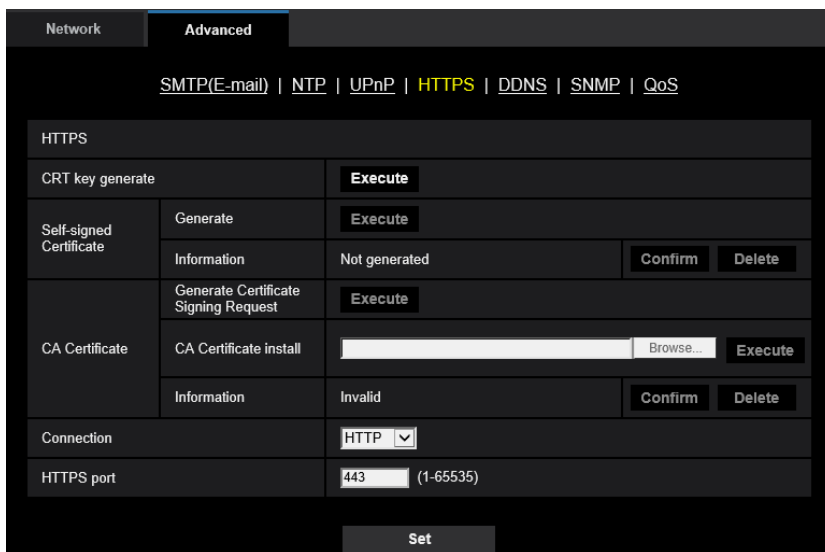 Network Advanced
SMTP(E-mail) | NTP | UPnP | HTTPS | DDNS | SNMP | QoS
HTTPS
CRT key generate Execute
Self-signed Certificate
Generate Execute
Information Not generated Confirm Delete
CA Certificate
Generate Certificate
Signing Request Execute
CA Certificate install Browse... Execute
Information Invalid Confirm Delete
Connection HTTP
HTTPS port 443 (1-65535)
Set